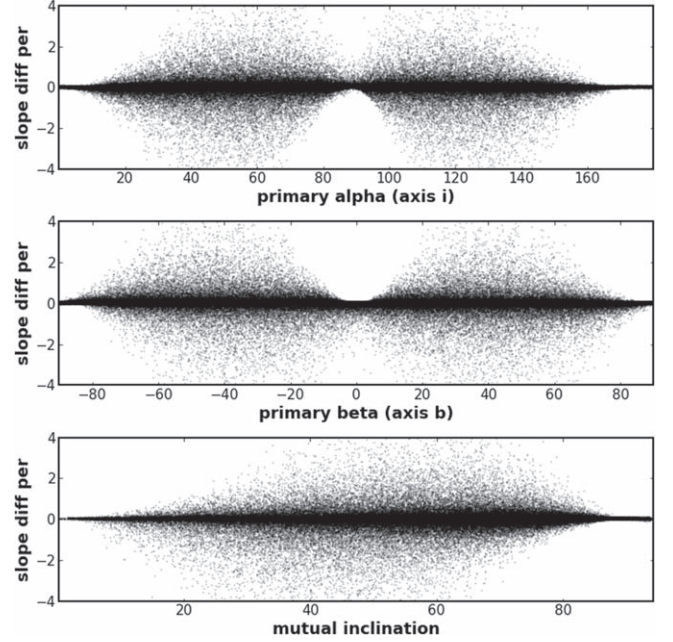 4
2
0
−2
−4
slope diff per
20 40 60 80 100 120 140 160
primary alpha (axis i)
4
2
0
−2
−4
slope diff per
−80 −60 −40 −20 0 20 40 60 80
primary beta (axis b)
4
2
0
−2
−4
slope diff per
20 40 60 80
mutual inclination